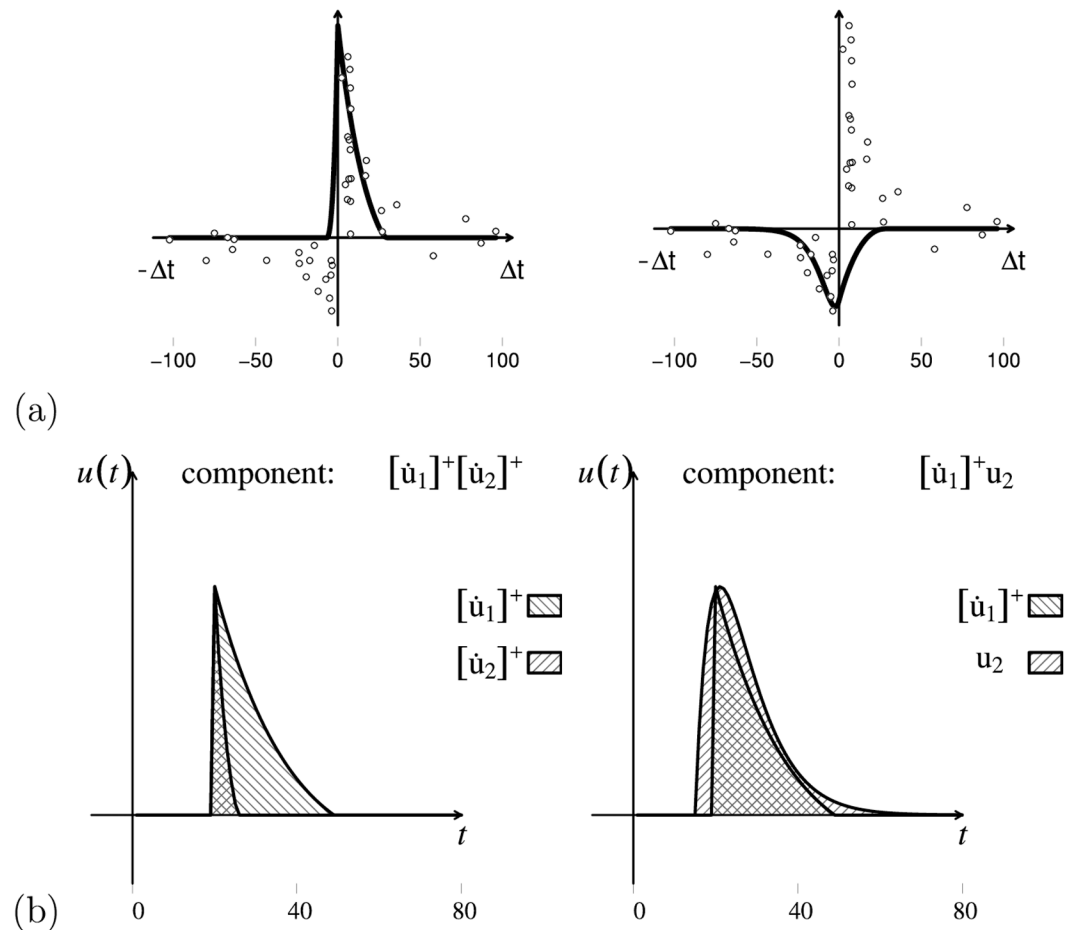 -Δt Δt -Δt Δt
−100 −50 0 50 100 −100 −50 0 50 100
(a)
u(t) component: [u̇₁]⁺[u̇₂]⁺ u(t) component: [u̇₁]⁺u₂
[u̇₁]⁺ [u̇₁]⁺
[u̇₂]⁺ u₂
t t
(b) 0 40 80 0 40 80